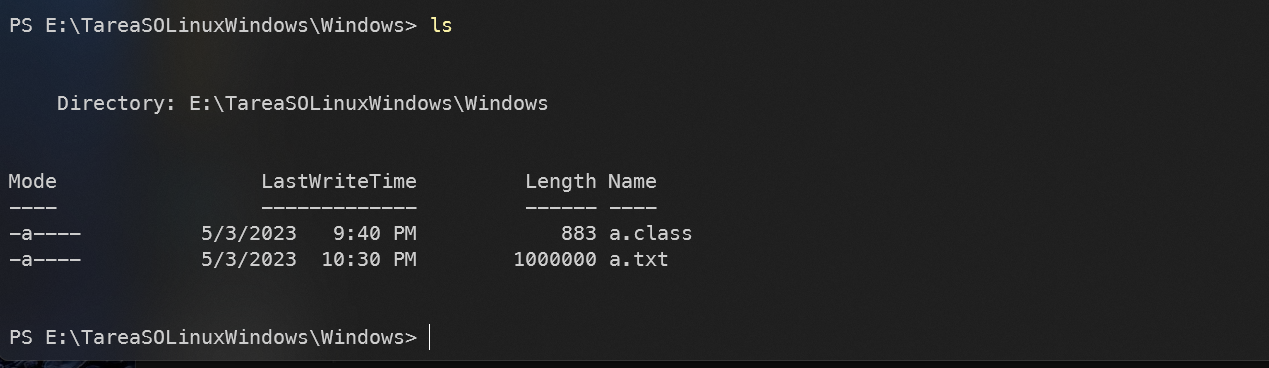 PS E:\TareaSOLinuxWindows\Windows> ls
Directory: E:\TareaSOLinuxWindows\Windows
Mode LastWriteTime Length Name
---- ------------- ------ ----
-a---- 5/3/2023 9:40 PM 883 a.class
-a---- 5/3/2023 10:30 PM 1000000 a.txt
PS E:\TareaSOLinuxWindows\Windows>